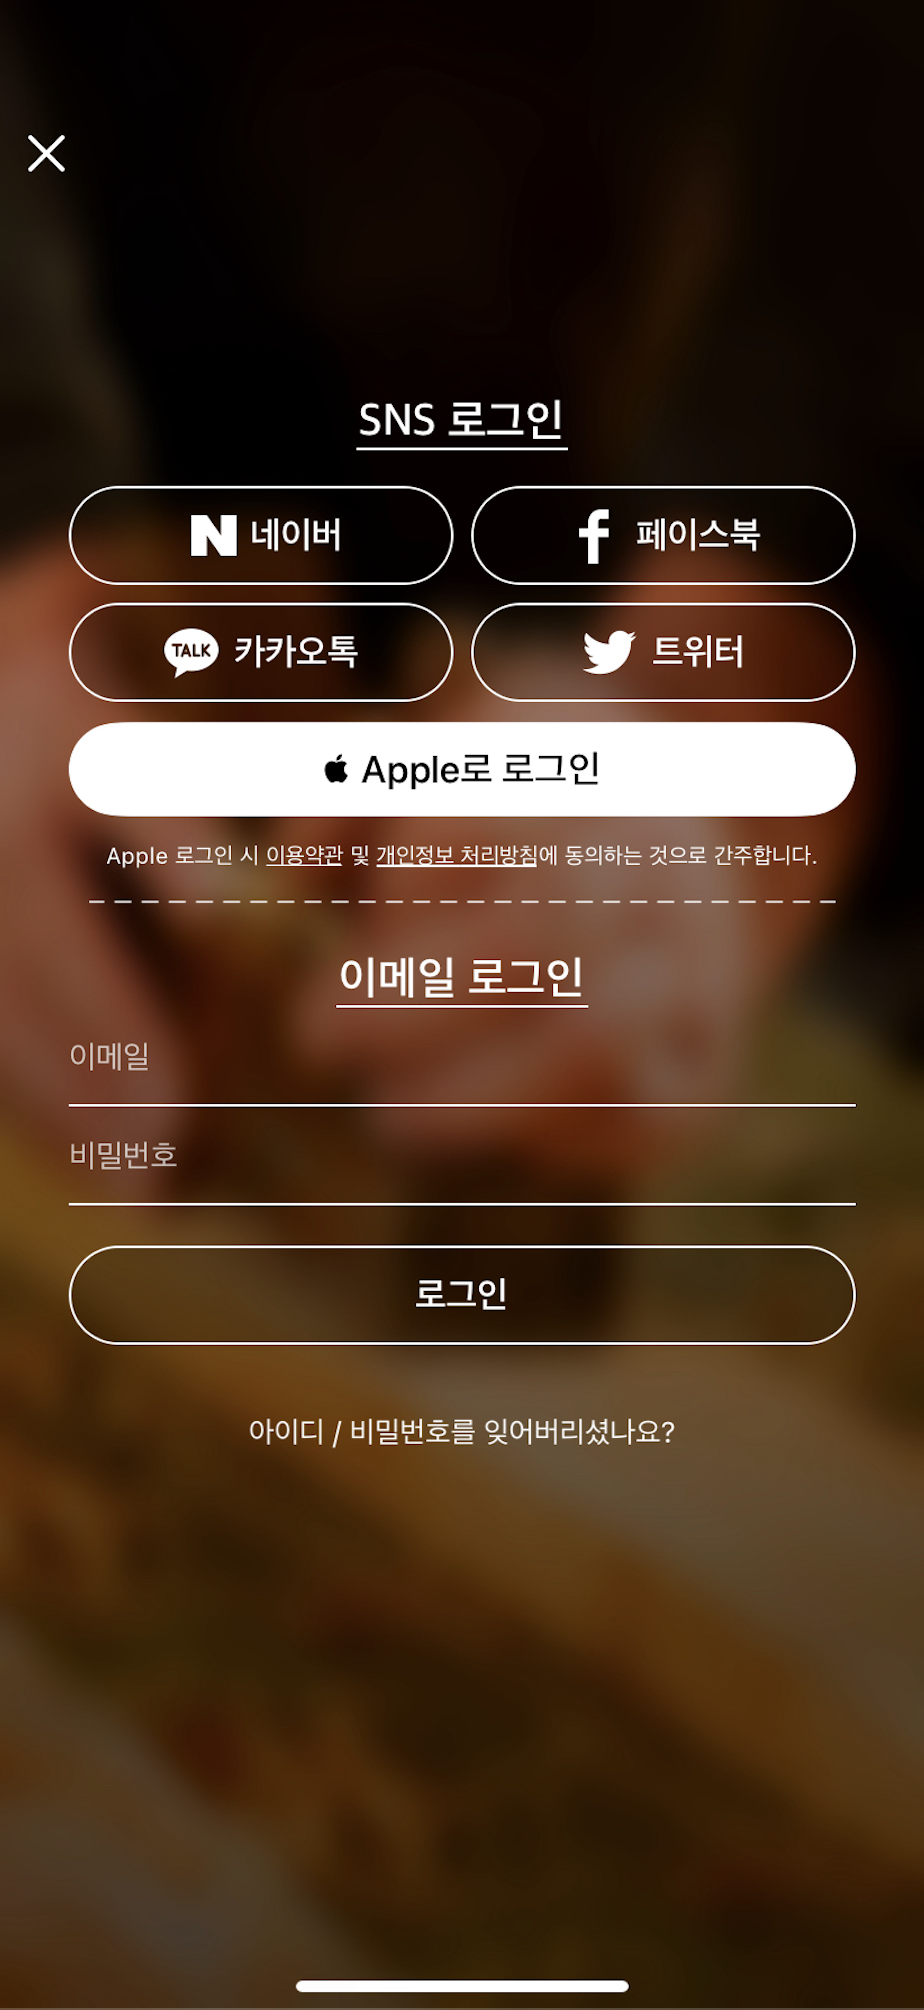 SNS 로그인
N 네이버
f 페이스북
TALK 카카오톡
트위터
Apple로 로그인
Apple 로그인 시 이용약관 및 개인정보 처리방침에 동의하는 것으로 간주합니다.
이메일 로그인
이메일
비밀번호
로그인
아이디 / 비밀번호를 잊어버리셨나요?